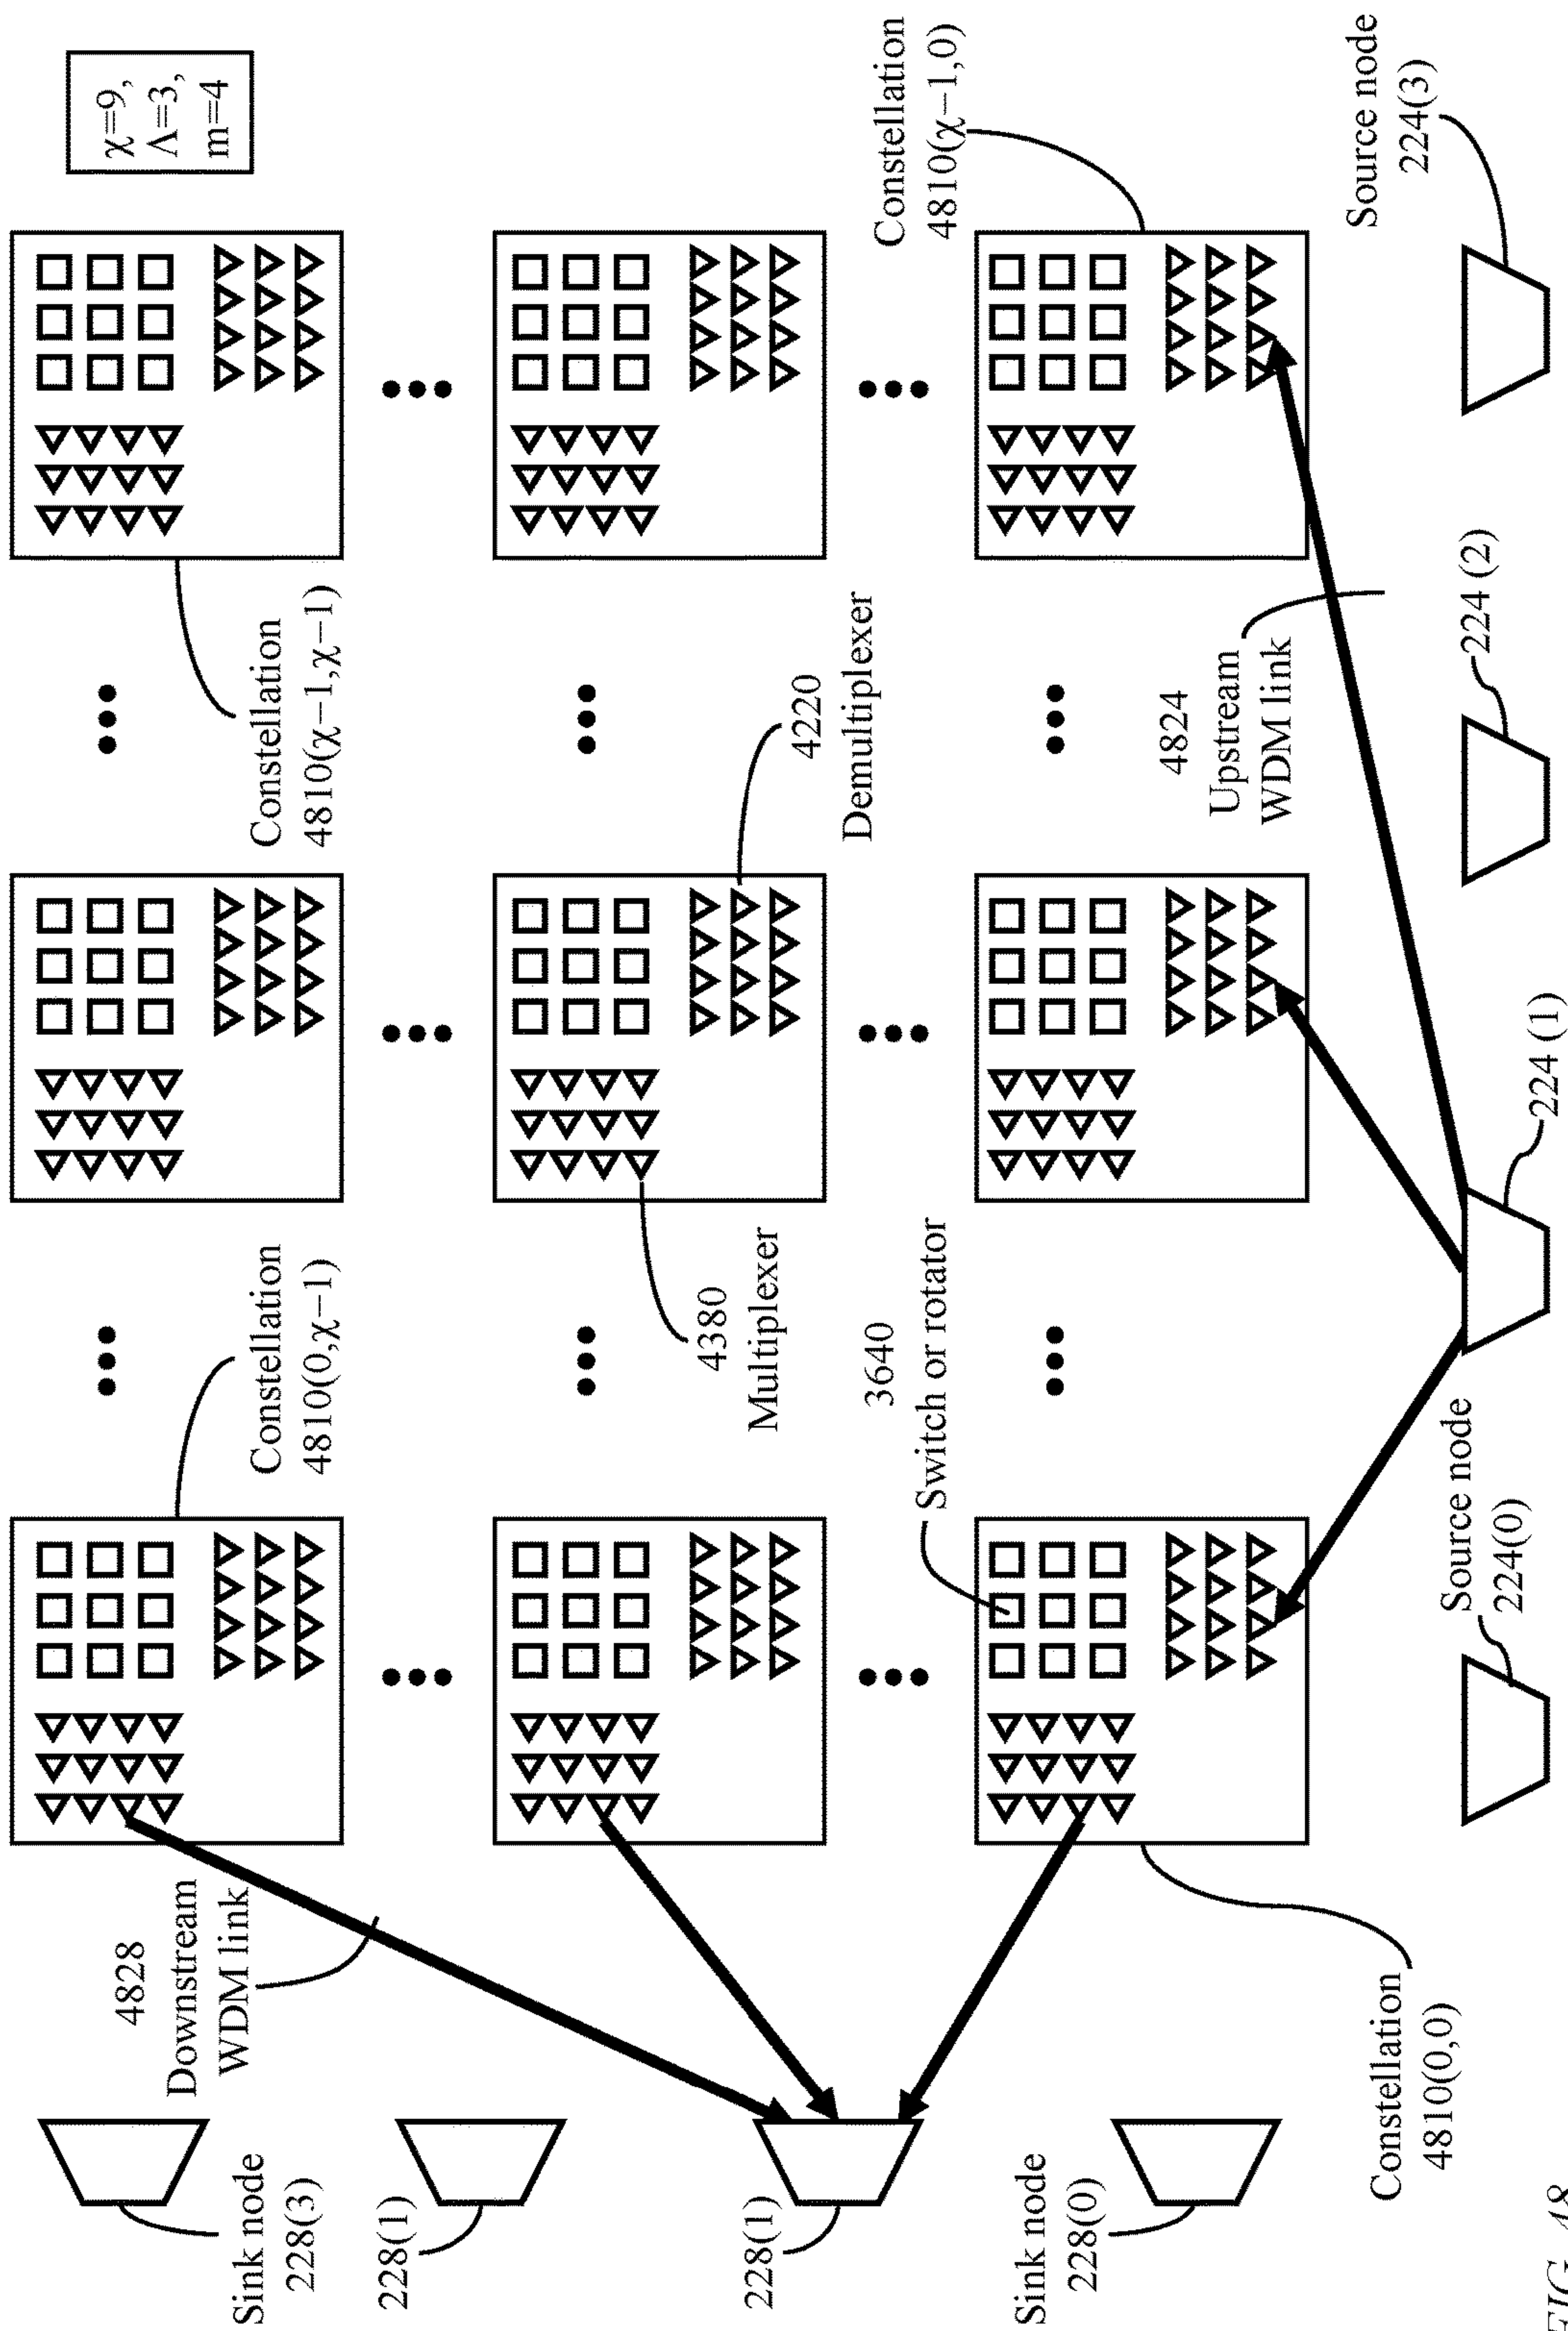 χ=9,
Λ=3,
m=4
Sink node
228(3)
228(1)
228(1)
Sink node
228(0)
4828
Downstream
WDM link
Constellation
4810(0,χ−1)
Constellation
4810(χ−1,χ−1)
4380
Multiplexer
4220
Demultiplexer
3640
Switch or rotator
Constellation
4810(χ−1,0)
4824
Upstream
WDM link
Constellation
4810(0,0)
Source node
224(0)
224 (1)
224 (2)
Source node
224(3)
FIG. 48